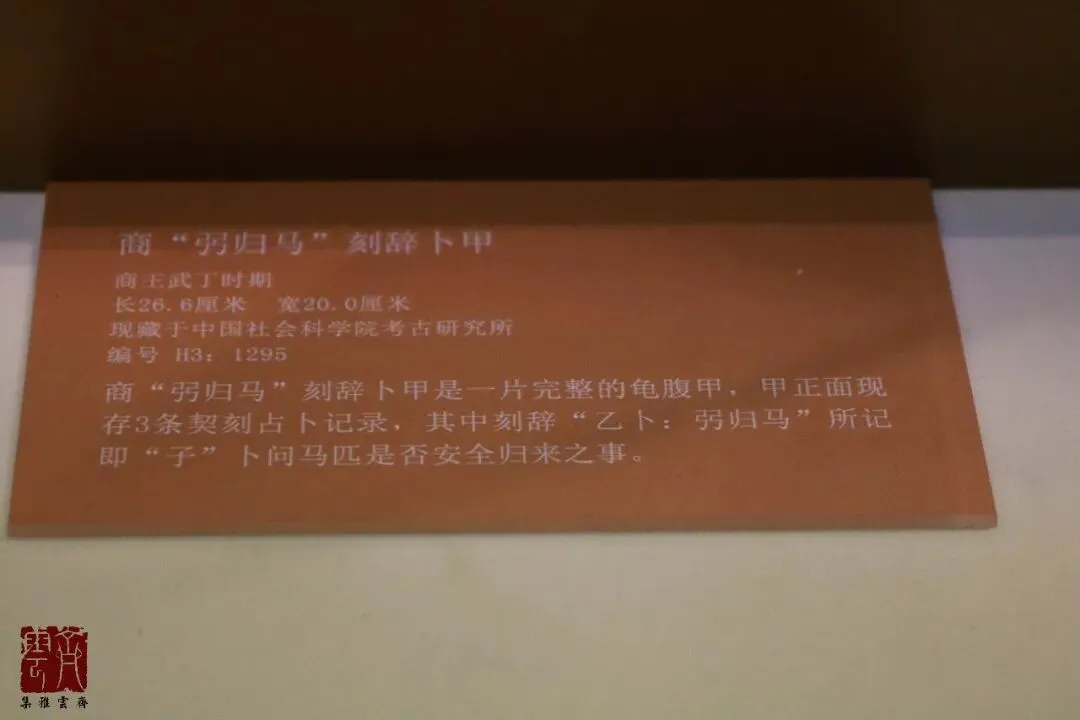 商“弜归马”刻辞卜甲
商王武丁时期
长26.6厘米 宽20.0厘米
现藏于中国社会科学院考古研究所
编号 H3：1295
商“弜归马”刻辞卜甲是一片完整的龟腹甲，甲正面现
存3条契刻占卜记录，其中刻辞“乙卜：弜归马”所记
即“子”卜问马匹是否安全归来之事。
雲齊
集雅雲齊